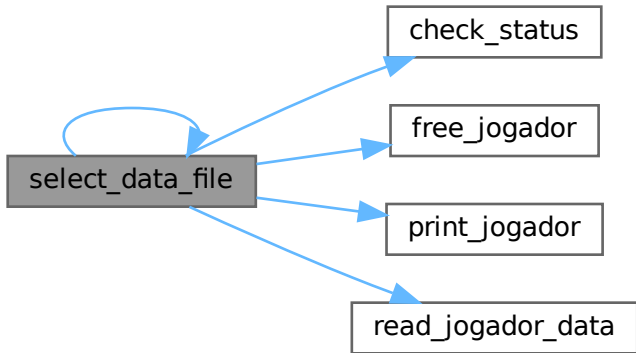 check_status
free_jogador
select_data_file
print_jogador
read_jogador_data